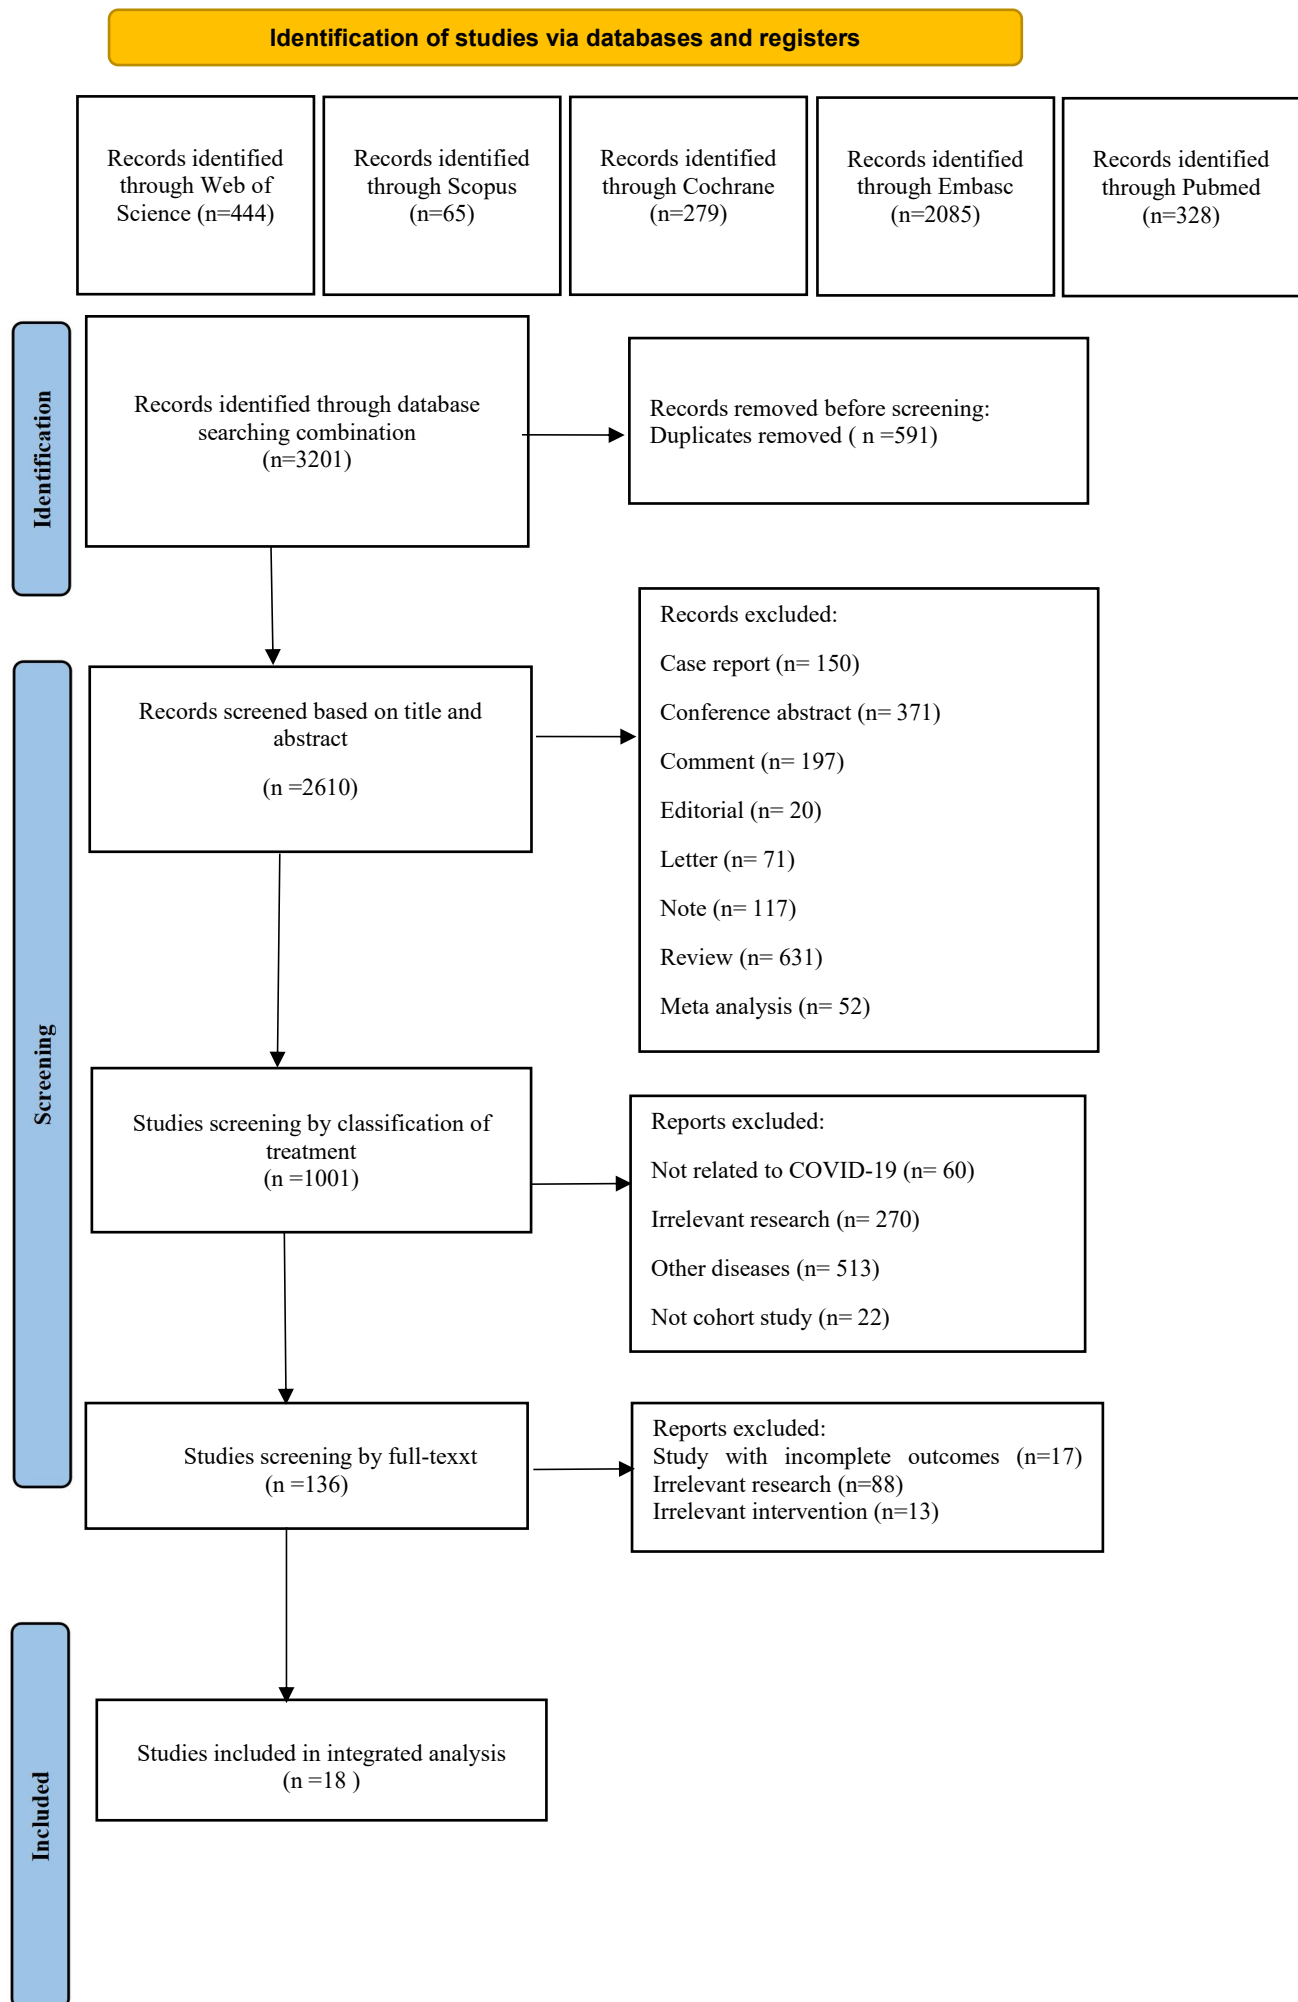 Identification of studies via databases and registers
Records identified
through Web of
Science (n=444)
Records identified
through Scopus
(n=65)
Records identified
through Cochrane
(n=279)
Records identified
through Embasc
(n=2085)
Records identified
through Pubmed
(n=328)
Identification
Records identified through database
searching combination
(n=3201)
Records removed before screening:
Duplicates removed ( n =591)
Screening
Records screened based on title and
abstract
(n =2610)
Records excluded:
Case report (n= 150)
Conference abstract (n= 371)
Comment (n= 197)
Editorial (n= 20)
Letter (n= 71)
Note (n= 117)
Review (n= 631)
Meta analysis (n= 52)
Studies screening by classification of
treatment
(n =1001)
Reports excluded:
Not related to COVID-19 (n= 60)
Irrelevant research (n= 270)
Other diseases (n= 513)
Not cohort study (n= 22)
Studies screening by full-texxt
(n =136)
Reports excluded:
Study with incomplete outcomes (n=17)
Irrelevant research (n=88)
Irrelevant intervention (n=13)
Included
Studies included in integrated analysis
(n =18 )